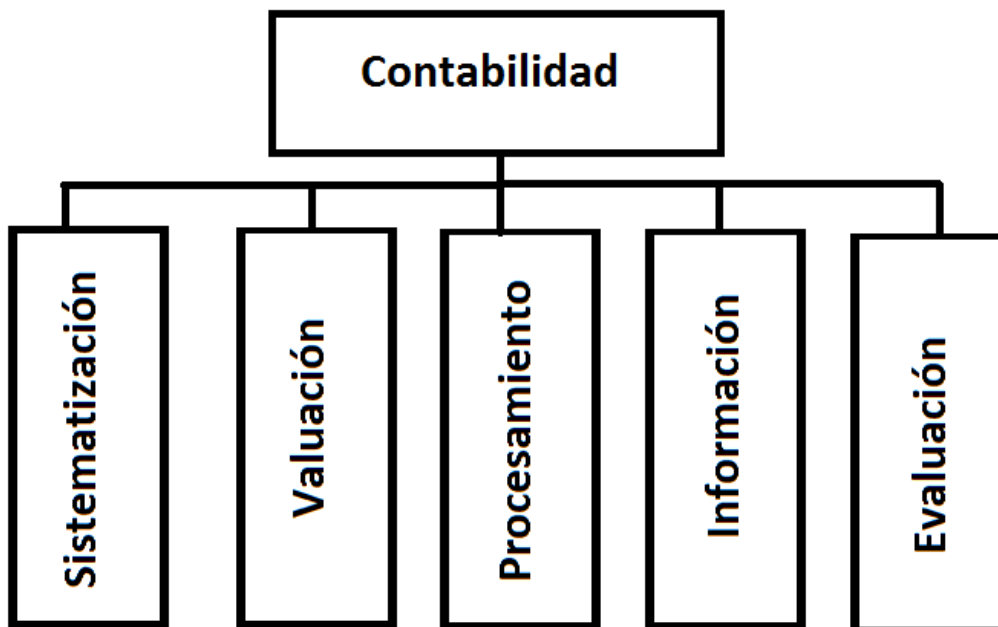 Contabilidad
Sistematización
Valuación
Procesamiento
Información
Evaluación